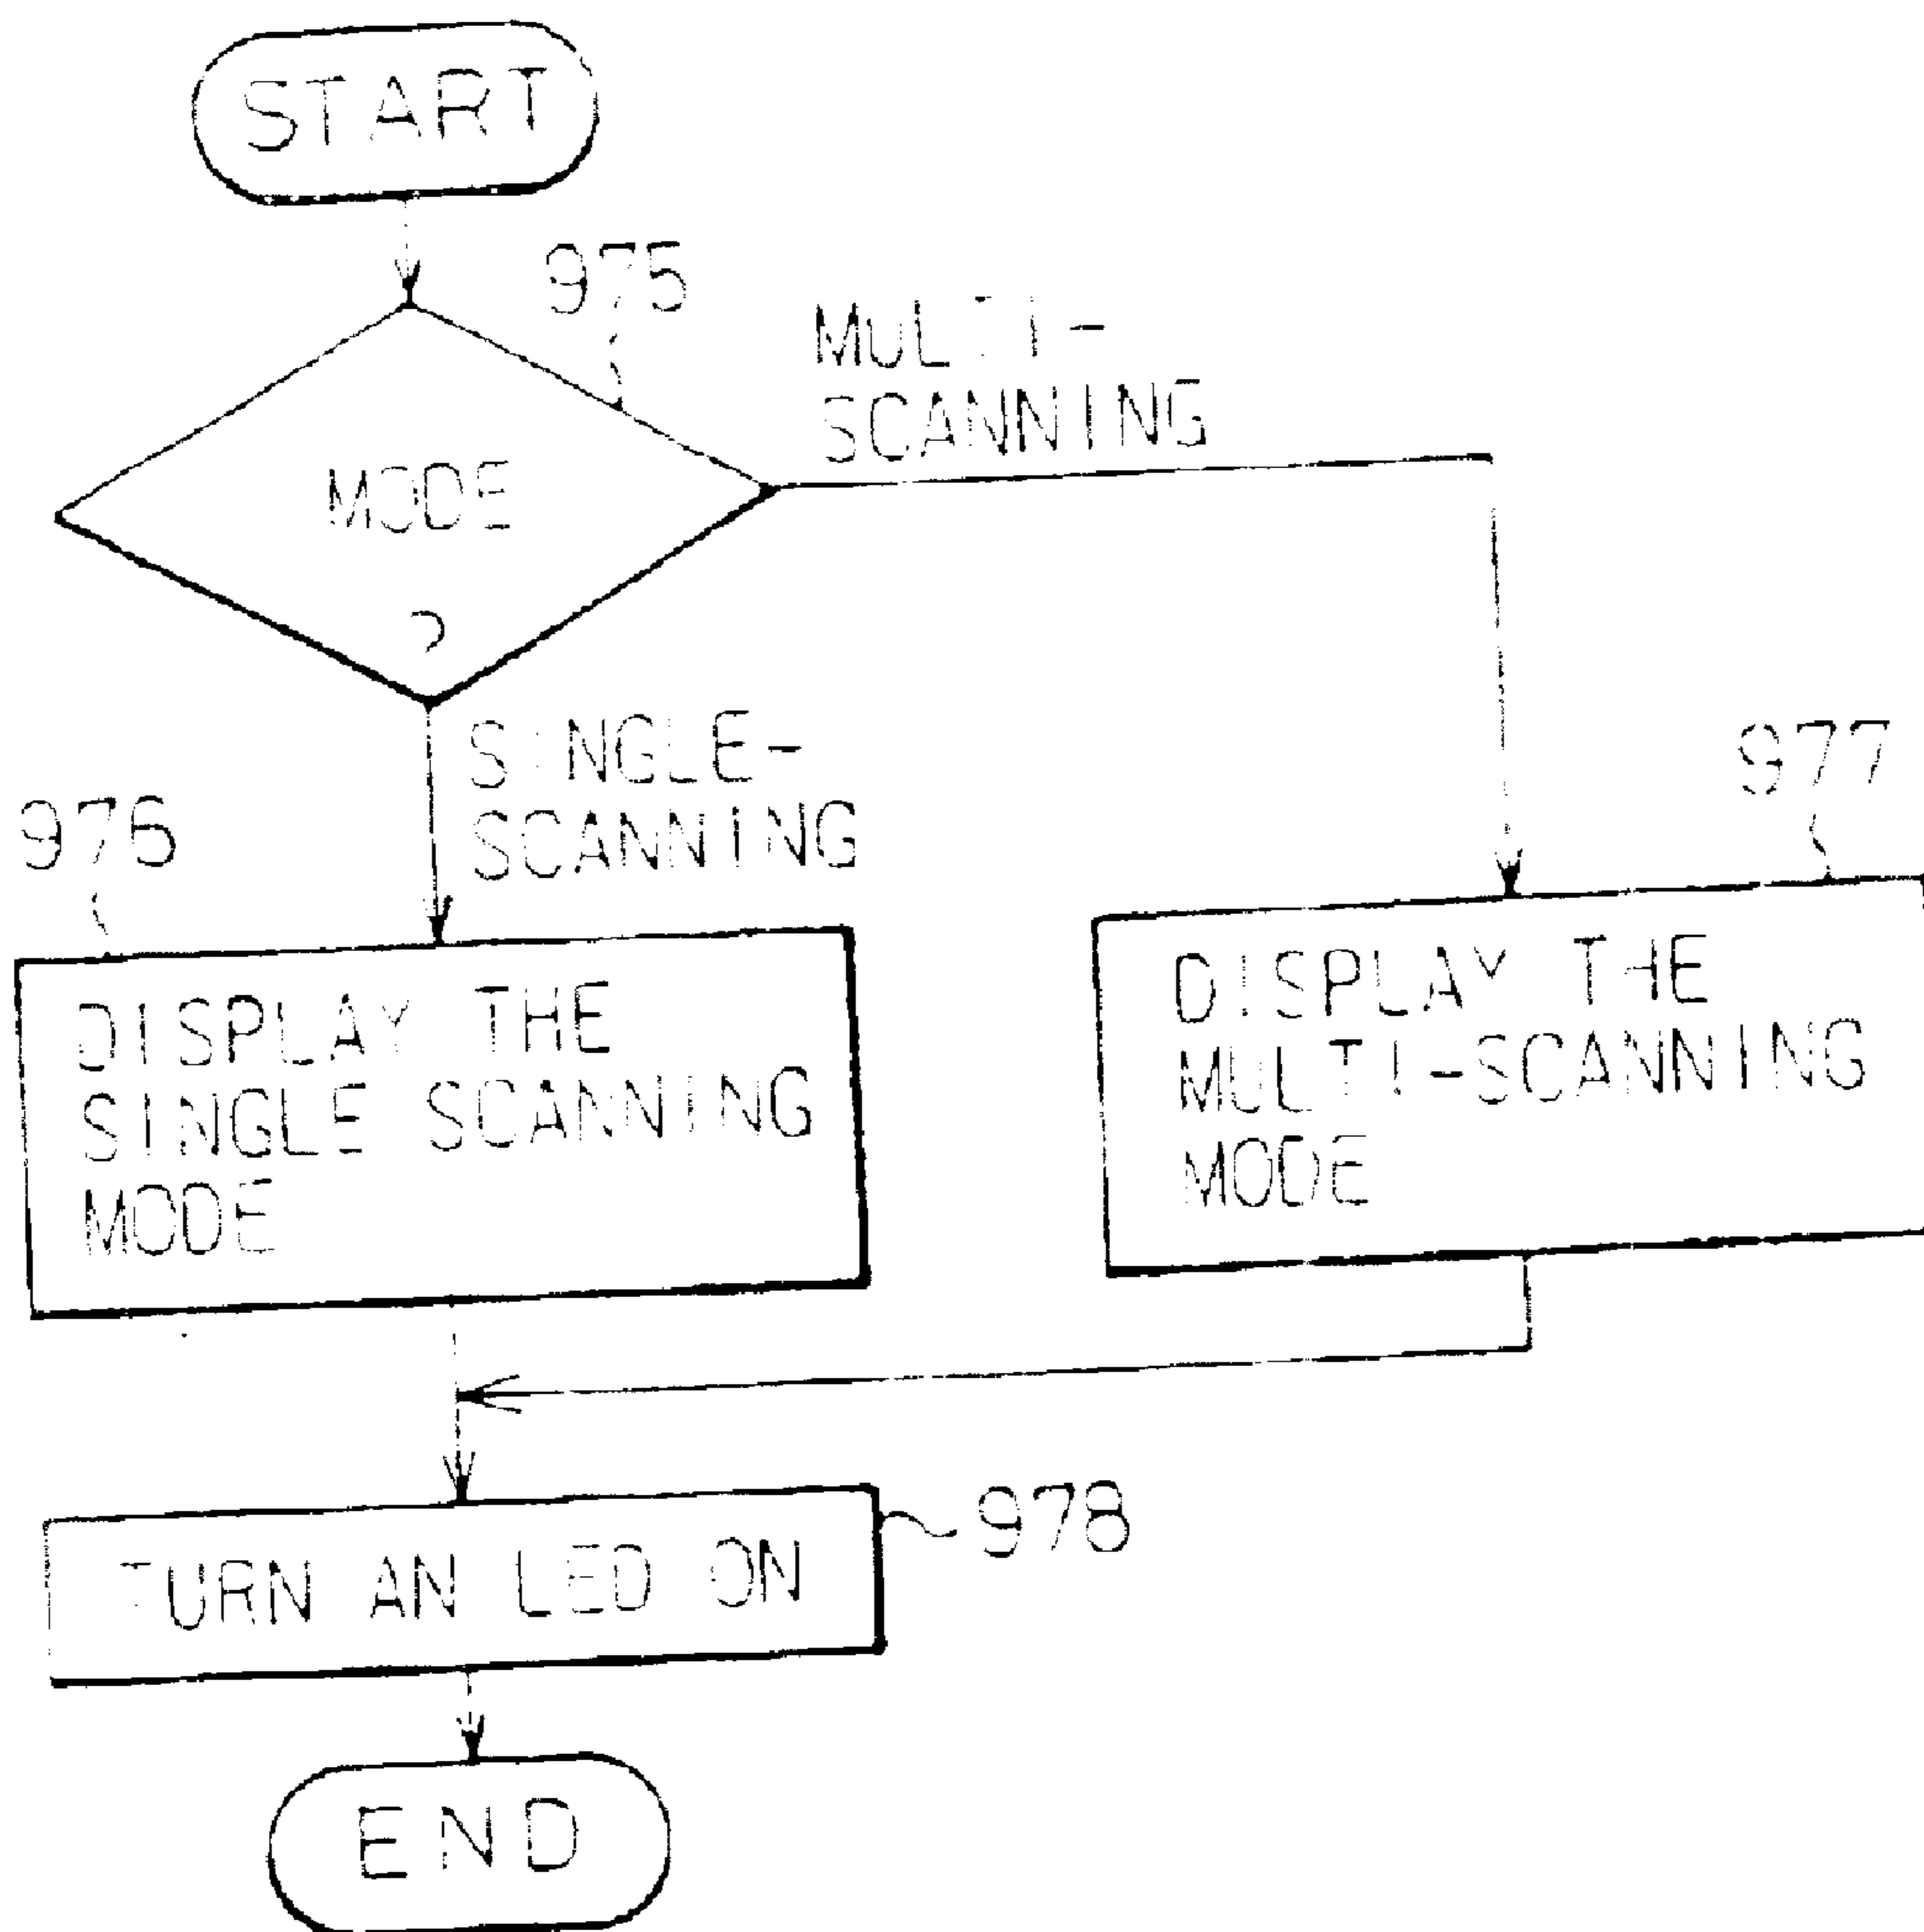 START
975
MULTI-
SCANNING
MODE
?
SINGLE-
SCANNING
976
977
DISPLAY THE
SINGLE SCANNING
MODE
DISPLAY THE
MULTI-SCANNING
MODE
TURN AN LED ON
978
END